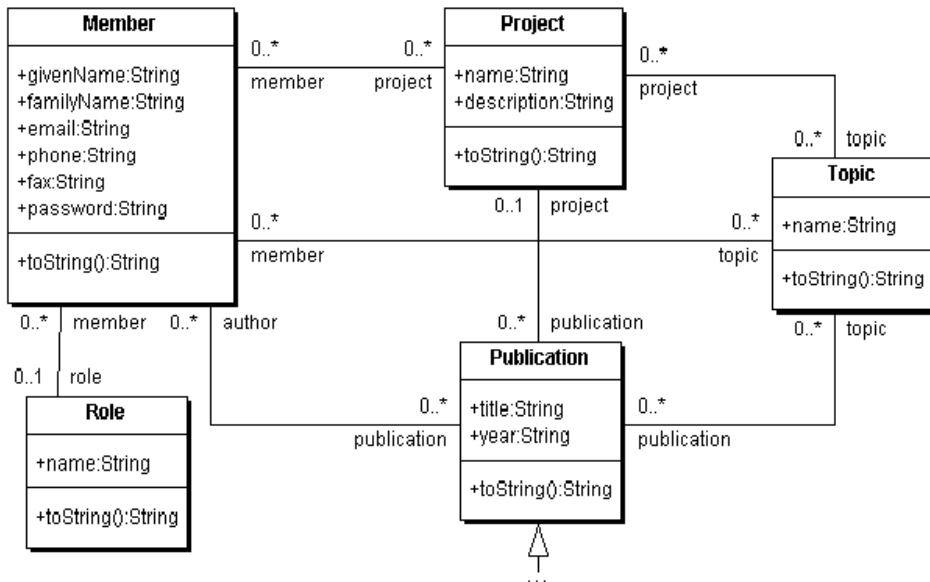 Member
+givenName:String
+familyName:String
+email:String
+phone:String
+fax:String
+password:String
+toString():String
0..*
member
0..*
project
Project
+name:String
+description:String
+toString():String
0..*
project
0..*
topic
Topic
+name:String
+toString():String
0..1
project
0..*
member
0..*
topic
0..*
member
0..*
author
0..*
publication
0..*
topic
0..1
role
Role
+name:String
+toString():String
0..*
publication
Publication
+title:String
+year:String
+toString():String
0..*
publication
...